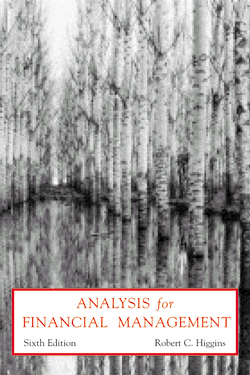 ANALYSIS for
FINANCIAL MANAGEMENT
Sixth Edition Robert C. Higgins